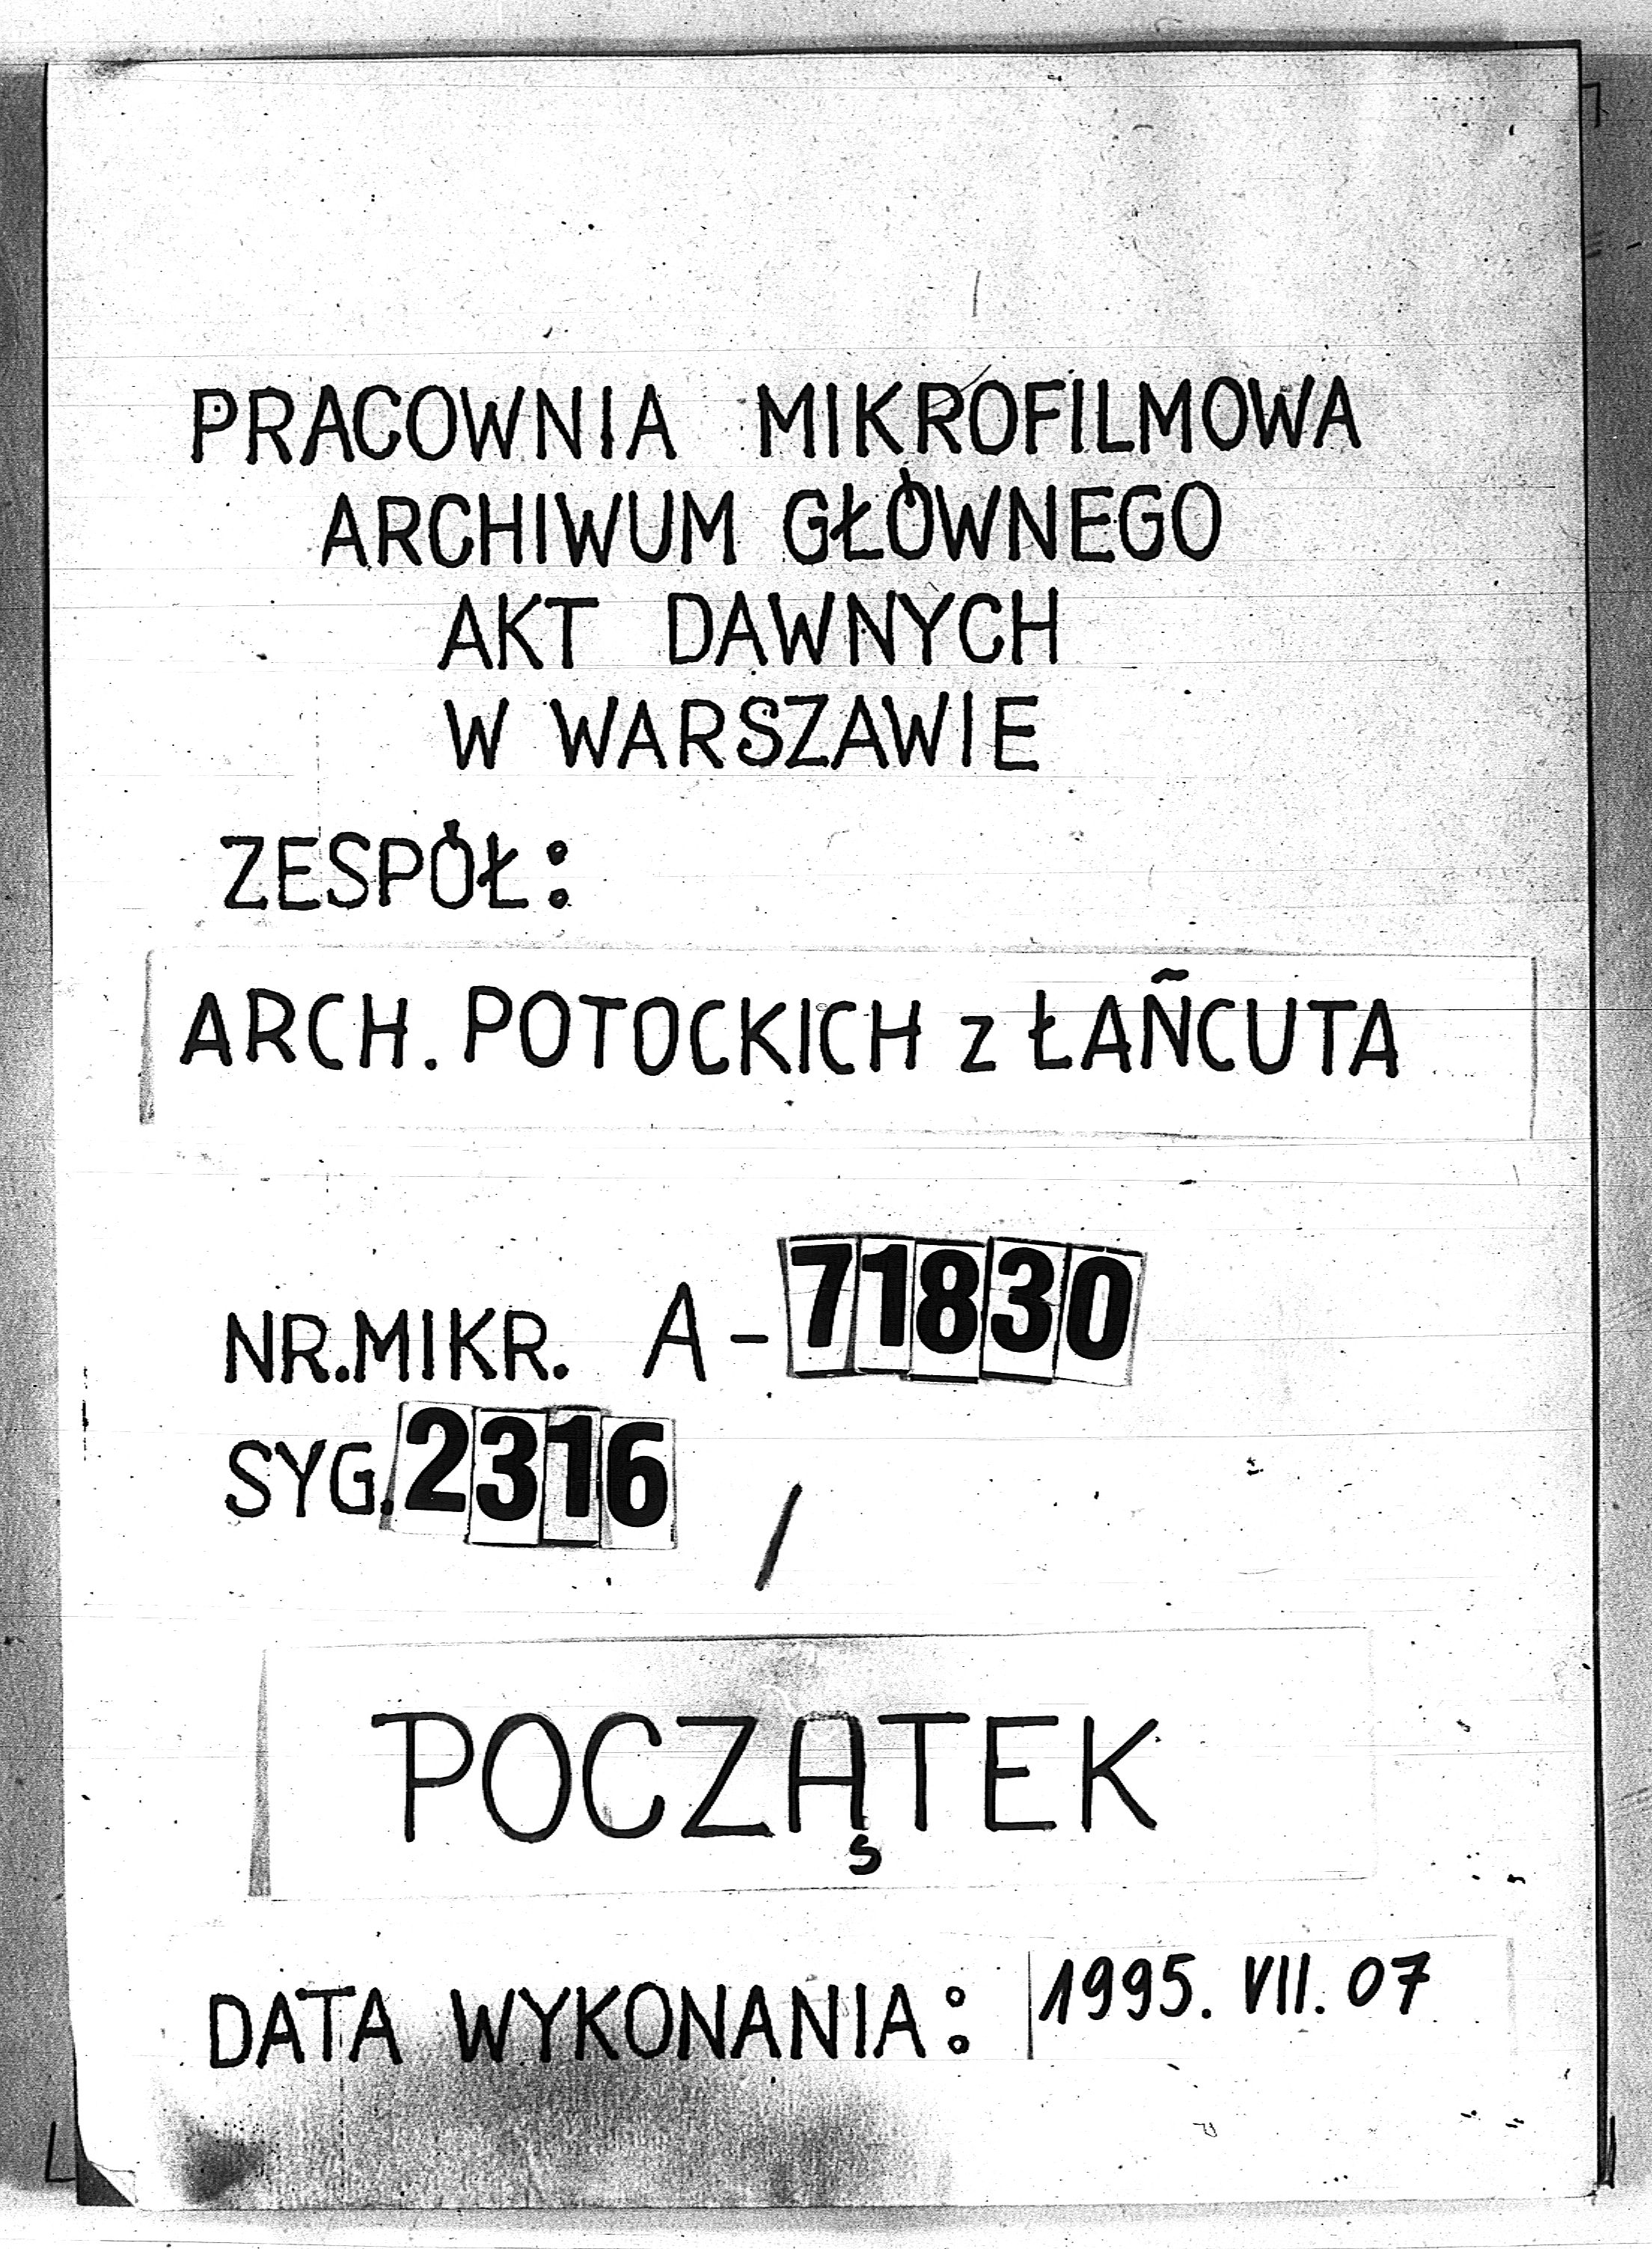 PRACOWNIA MIKROFILMOWA
ARCHIWUM GŁÓWNEGO
AKT DAWNYCH
W WARSZAWIE
ZESPÓŁ:
ARCH. POTOCKICH z ŁAŃCUTA
NR.MIKR. A-71830
SYG.2316 /
POCZĄTEK
DATA WYKONANIA: 1995. VII. 07